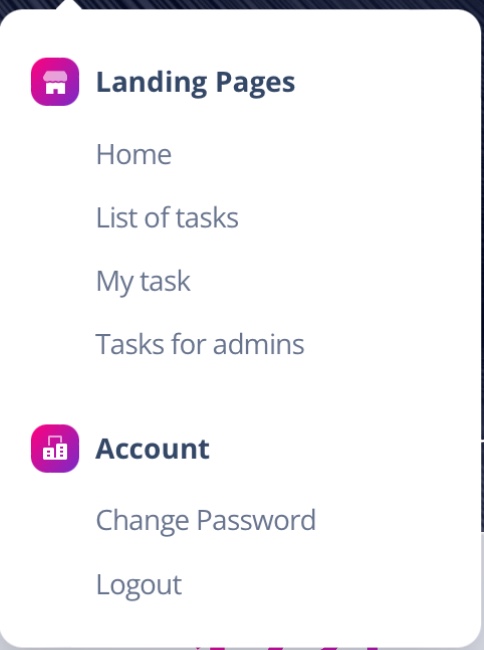 Landing Pages
Home
List of tasks
My task
Tasks for admins
Account
Change Password
Logout